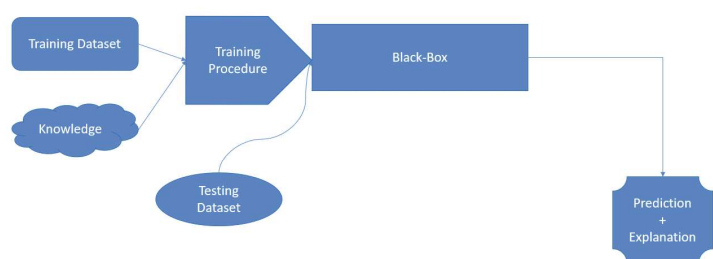 Training Dataset
Training
Procedure
Black-Box
Knowledge
Testing
Dataset
Prediction
+
Explanation